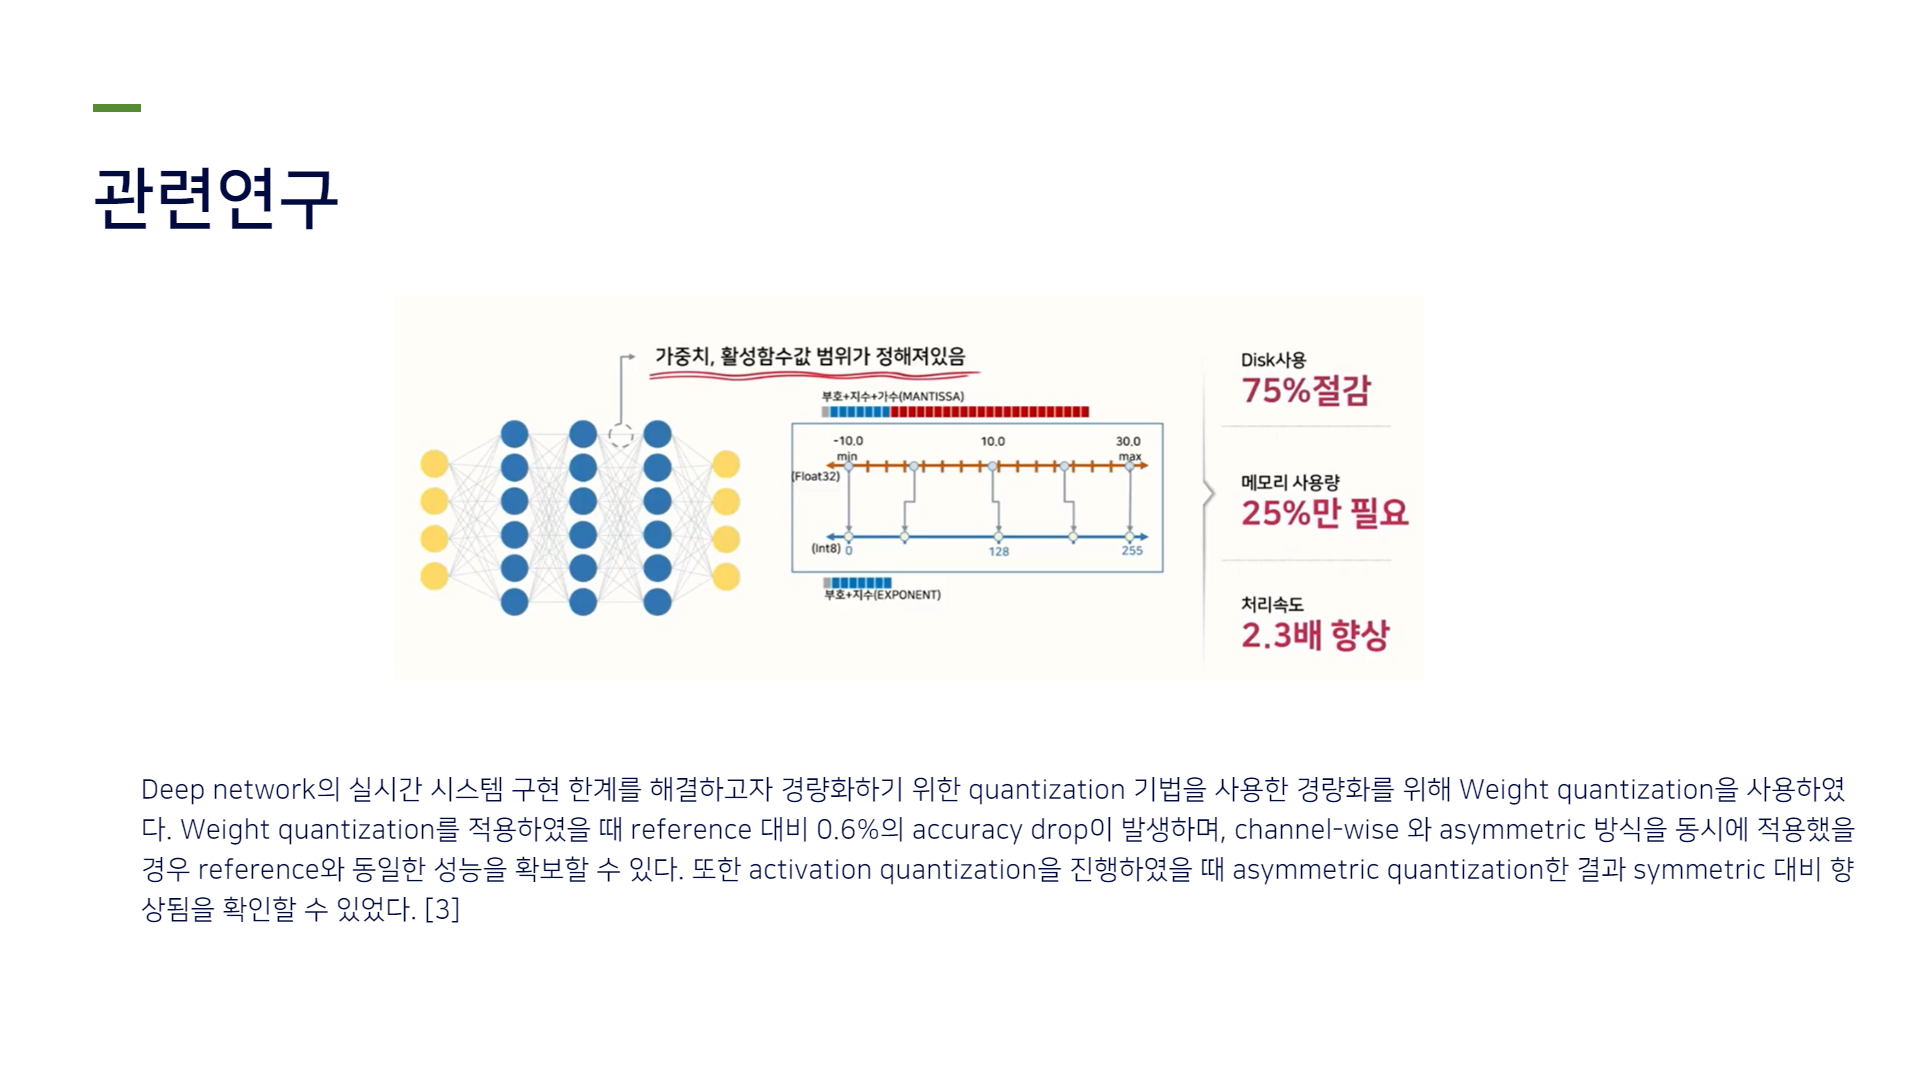 관련연구
가중치, 활성함수값 범위가 정해져있음
부호+지수+가수(MANTISSA)
-10.0 10.0 30.0
min max
(Float32)
(Int8) 0 128 255
부호+지수(EXPONENT)
Disk사용
75%절감
메모리 사용량
25%만 필요
처리속도
2.3배 향상
Deep network의 실시간 시스템 구현 한계를 해결하고자 경량화하기 위한 quantization 기법을 사용한 경량화를 위해 Weight quantization을 사용하였
다. Weight quantization를 적용하였을 때 reference 대비 0.6%의 accuracy drop이 발생하며, channel-wise 와 asymmetric 방식을 동시에 적용했을
경우 reference와 동일한 성능을 확보할 수 있다. 또한 activation quantization을 진행하였을 때 asymmetric quantization한 결과 symmetric 대비 향
상됨을 확인할 수 있었다. [3]